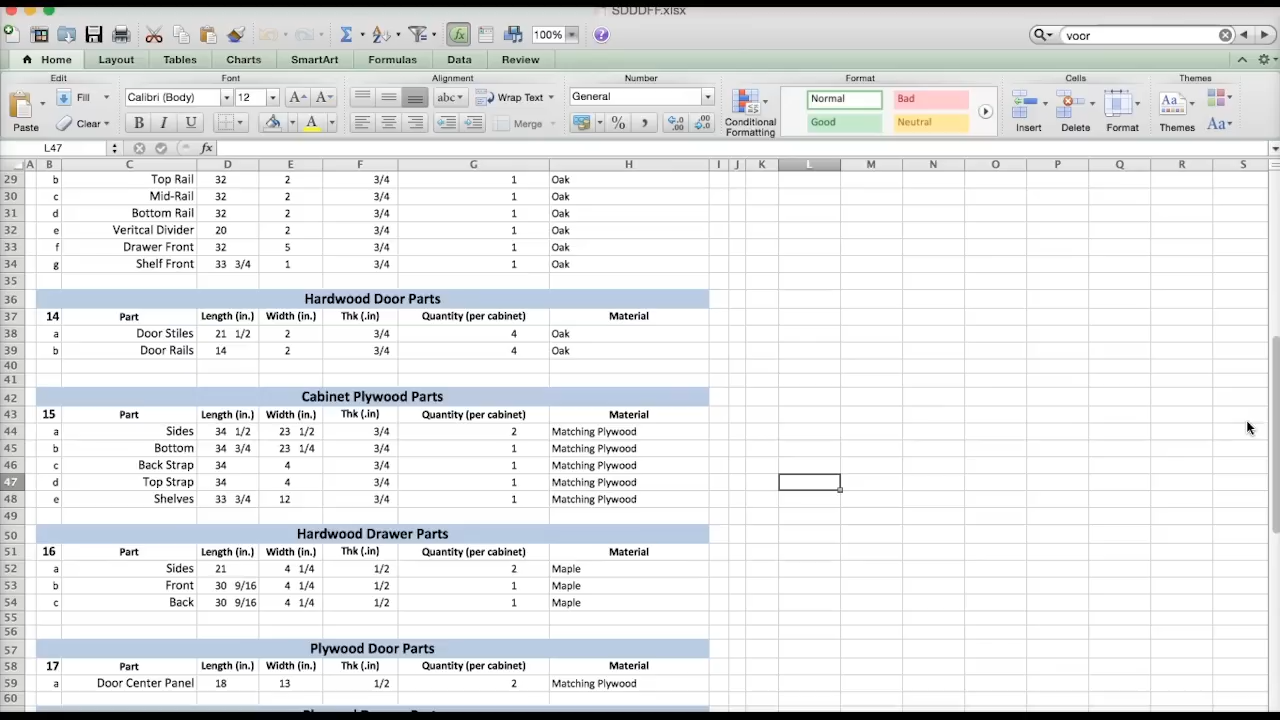 SDDDFF.xlsx
100%
voor
Home Layout Tables Charts SmartArt Formulas Data Review
Edit Font Alignment Number Format Cells Themes
Paste Fill Clear Calibri (Body) 12 A A abc Wrap Text General Normal Bad
B I U A Merge % , Conditional Formatting Good Neutral Insert Delete Format Themes Aa
L47 fx
A B C D E F G H I J K L M N O P Q R S
29 b Top Rail 32 2 3/4 1 Oak
30 c Mid-Rail 32 2 3/4 1 Oak
31 d Bottom Rail 32 2 3/4 1 Oak
32 e Veritcal Divider 20 2 3/4 1 Oak
33 f Drawer Front 32 5 3/4 1 Oak
34 g Shelf Front 33 3/4 1 3/4 1 Oak
35
36 Hardwood Door Parts
37 14 Part Length (in.) Width (in.) Thk (.in) Quantity (per cabinet) Material
38 a Door Stiles 21 1/2 2 3/4 4 Oak
39 b Door Rails 14 2 3/4 4 Oak
40
41
42 Cabinet Plywood Parts
43 15 Part Length (in.) Width (in.) Thk (.in) Quantity (per cabinet) Material
44 a Sides 34 1/2 23 1/2 3/4 2 Matching Plywood
45 b Bottom 34 3/4 23 1/4 3/4 1 Matching Plywood
46 c Back Strap 34 4 3/4 1 Matching Plywood
47 d Top Strap 34 4 3/4 1 Matching Plywood
48 e Shelves 33 3/4 12 3/4 1 Matching Plywood
49
50 Hardwood Drawer Parts
51 16 Part Length (in.) Width (in.) Thk (.in) Quantity (per cabinet) Material
52 a Sides 21 4 1/4 1/2 2 Maple
53 b Front 30 9/16 4 1/4 1/2 1 Maple
54 c Back 30 9/16 4 1/4 1/2 1 Maple
55
56
57 Plywood Door Parts
58 17 Part Length (in.) Width (in.) Thk (.in) Quantity (per cabinet) Material
59 a Door Center Panel 18 13 1/2 2 Matching Plywood
60